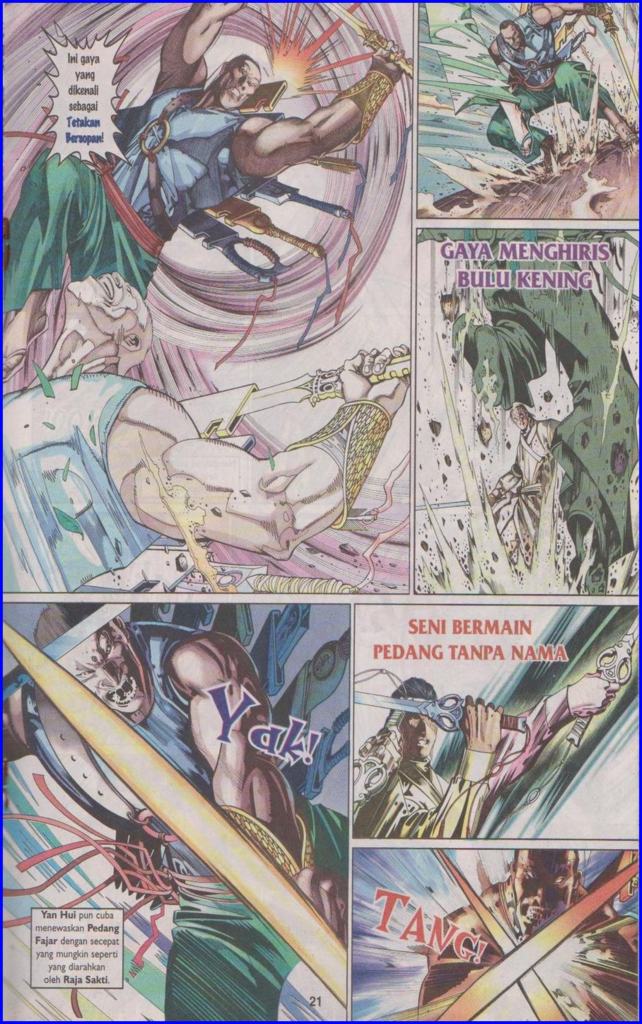 Ini gaya
yang
dikenali
sebagai
Tetakan
Bersopan!
GAYA MENGHIRIS
BULU KENING
Yak!
SENI BERMAIN
PEDANG TANPA NAMA
Yan Hui pun cuba
menewaskan Pedang
Fajar dengan secepat
yang mungkin seperti
yang diarahkan
oleh Raja Sakti.
TANG!
21